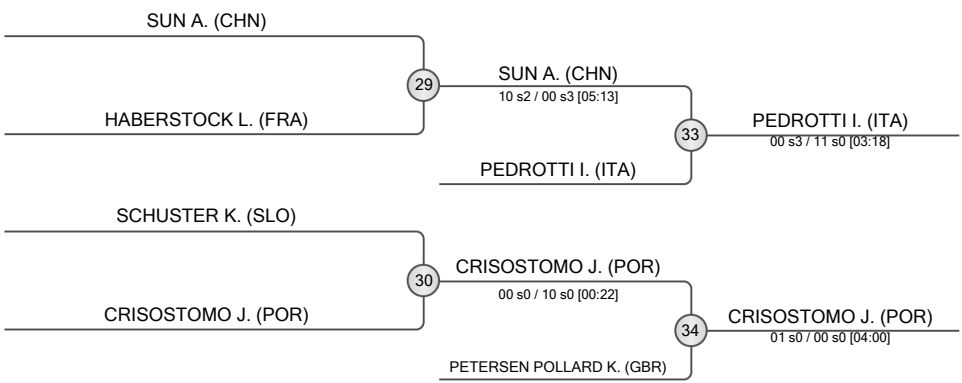 SUN A. (CHN)
29
SUN A. (CHN)
10 s2 / 00 s3 [05:13]
HABERSTOCK L. (FRA)
33
PEDROTTI I. (ITA)
00 s3 / 11 s0 [03:18]
PEDROTTI I. (ITA)
SCHUSTER K. (SLO)
30
CRISOSTOMO J. (POR)
00 s0 / 10 s0 [00:22]
CRISOSTOMO J. (POR)
34
CRISOSTOMO J. (POR)
01 s0 / 00 s0 [04:00]
PETERSEN POLLARD K. (GBR)